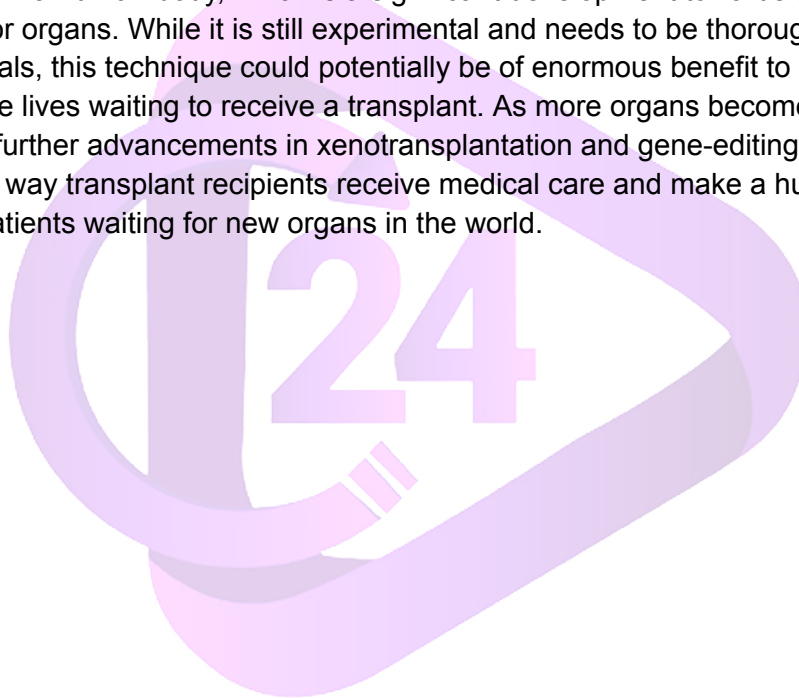 or organs. While it is still experimental and needs to be thoroug
als, this technique could potentially be of enormous benefit to
e lives waiting to receive a transplant. As more organs become
further advancements in xenotransplantation and gene-editing
way transplant recipients receive medical care and make a hu
atients waiting for new organs in the world.
24